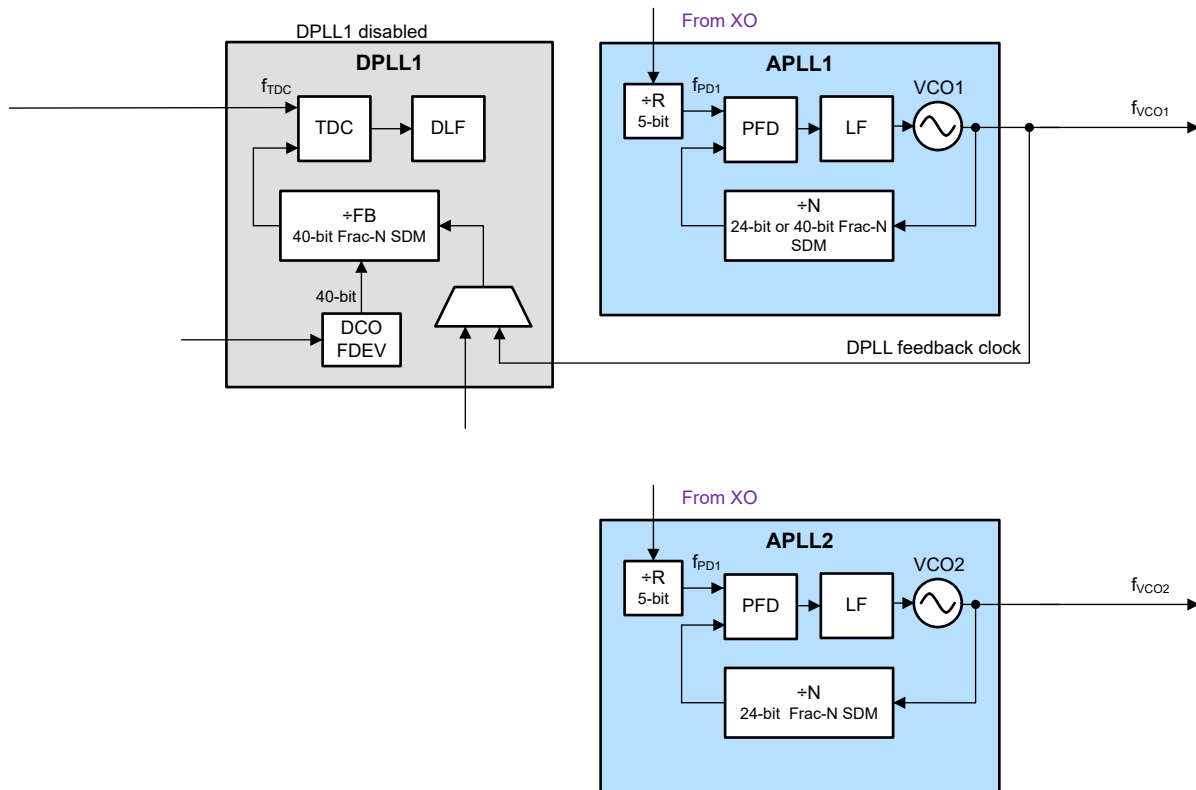 DPLL1 disabled
DPLL1
fTDC
TDC
DLF
÷FB
40-bit Frac-N SDM
40-bit
DCO
FDEV
From XO
APLL1
÷R
5-bit
fPD1
PFD
LF
VCO1
fVCO1
÷N
24-bit or 40-bit Frac-N
SDM
DPLL feedback clock
From XO
APLL2
÷R
5-bit
fPD1
PFD
LF
VCO2
fVCO2
÷N
24-bit Frac-N SDM